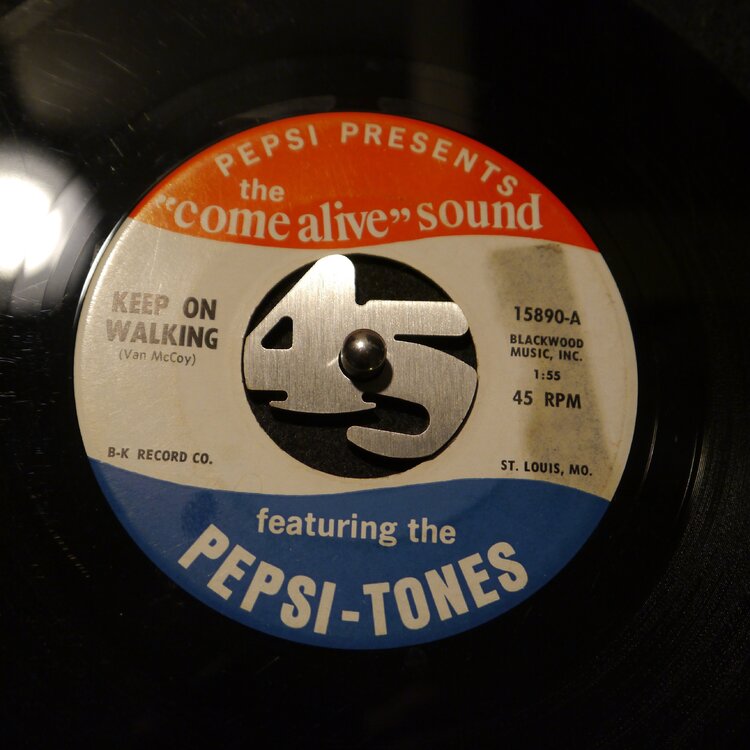 PEPSI PRESENTS
the
"come alive" sound
KEEP ON
WALKING
(Van McCoy)
B-K RECORD CO.
45
15890-A
BLACKWOOD
MUSIC, INC.
1:55
45 RPM
ST. LOUIS, MO.
featuring the
PEPSI-TONES